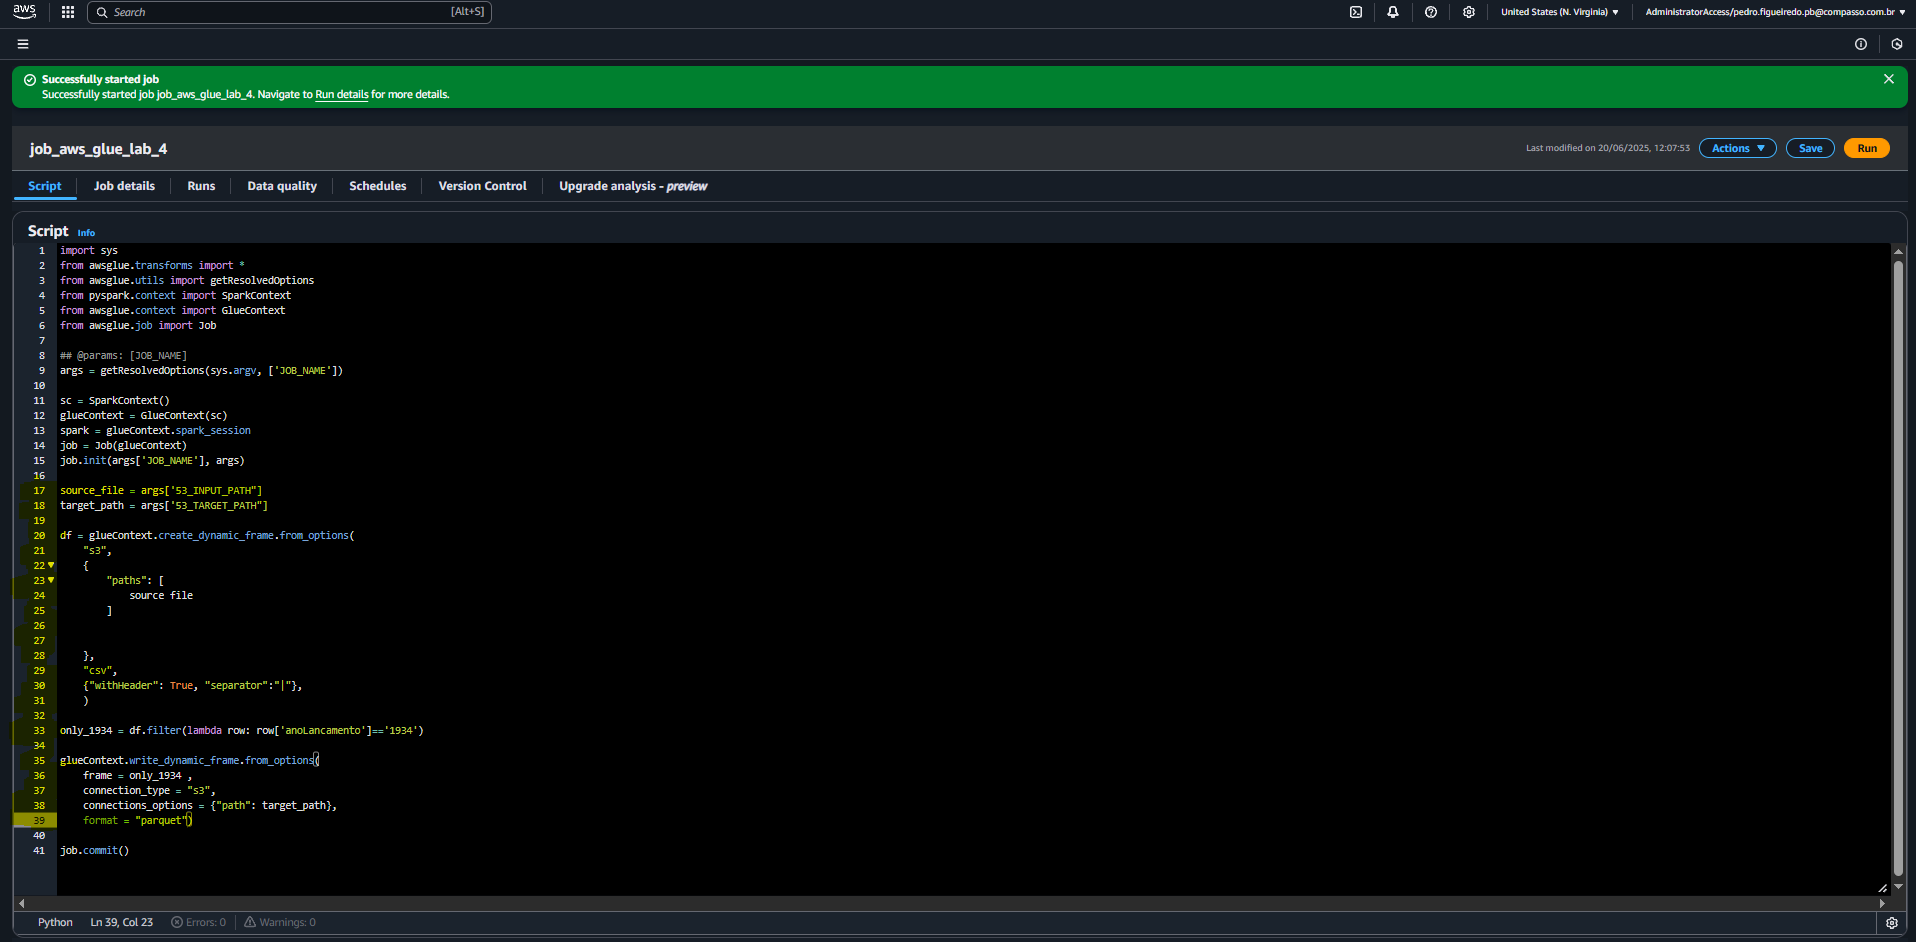 aws
Search [Alt+S]
United States (N. Virginia)
AdministratorAccess/pedro.figueiredo.pb@compasso.com.br
Successfully started job
Successfully started job job_aws_glue_lab_4. Navigate to Run details for more details.
job_aws_glue_lab_4
Last modified on 20/06/2025, 12:07:53
Actions
Save
Run
Script
Job details
Runs
Data quality
Schedules
Version Control
Upgrade analysis - preview
Script Info
1 import sys
2 from awsglue.transforms import *
3 from awsglue.utils import getResolvedOptions
4 from pyspark.context import SparkContext
5 from awsglue.context import GlueContext
6 from awsglue.job import Job
7
8 ## @params: [JOB_NAME]
9 args = getResolvedOptions(sys.argv, ['JOB_NAME'])
10
11 sc = SparkContext()
12 glueContext = GlueContext(sc)
13 spark = glueContext.spark_session
14 job = Job(glueContext)
15 job.init(args['JOB_NAME'], args)
16
17 source_file = args['53_INPUT_PATH"]
18 target_path = args['53_TARGET_PATH"]
19
20 df = glueContext.create_dynamic_frame.from_options(
21 "s3",
22 {
23 "paths": [
24 source file
25 ]
26
27
28 },
29 "csv",
30 {"withHeader": True, "separator":"|"},
31 )
32
33 only_1934 = df.filter(lambda row: row['anoLancamento']=='1934')
34
35 glueContext.write_dynamic_frame.from_options(
36 frame = only_1934 ,
37 connection_type = "s3",
38 connections_options = {"path": target_path},
39 format = "parquet")
40
41 job.commit()
Python Ln 39, Col 23 Errors: 0 Warnings: 0